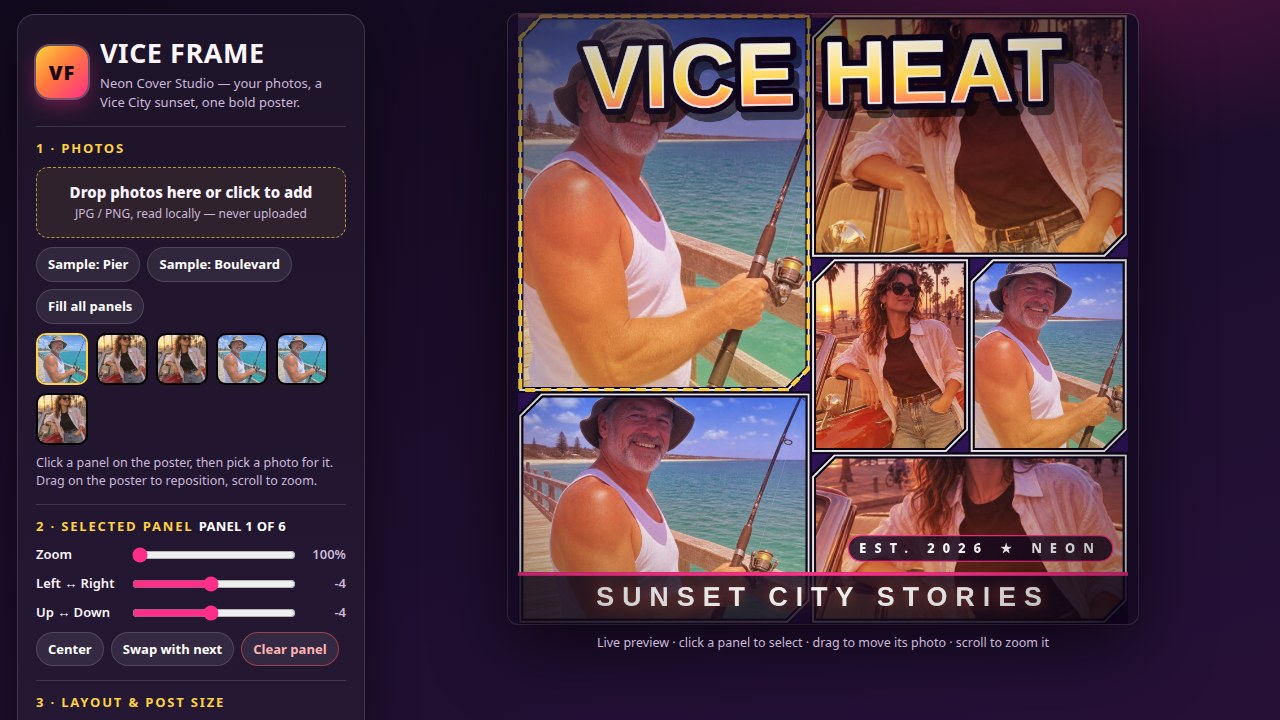 VF
VICE FRAME
Neon Cover Studio — your photos, a
Vice City sunset, one bold poster.
1 · PHOTOS
Drop photos here or click to add
JPG / PNG, read locally — never uploaded
Sample: Pier
Sample: Boulevard
Fill all panels
Click a panel on the poster, then pick a photo for it.
Drag on the poster to reposition, scroll to zoom.
2 · SELECTED PANEL PANEL 1 OF 6
Zoom 100%
Left ↔ Right -4
Up ↔ Down -4
Center
Swap with next
Clear panel
3 · LAYOUT & POST SIZE
VICE HEAT
EST. 2026 ★ NEON
SUNSET CITY STORIES
Live preview · click a panel to select · drag to move its photo · scroll to zoom it